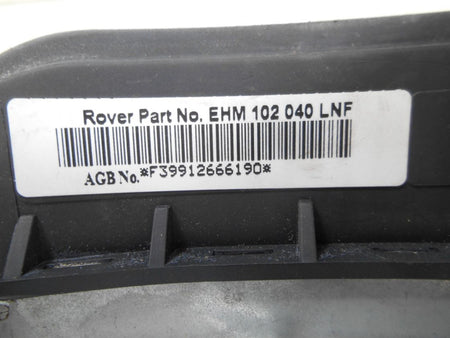 Rover Part No. EHM 102 040 LNF
AGB No. *F39912666190*